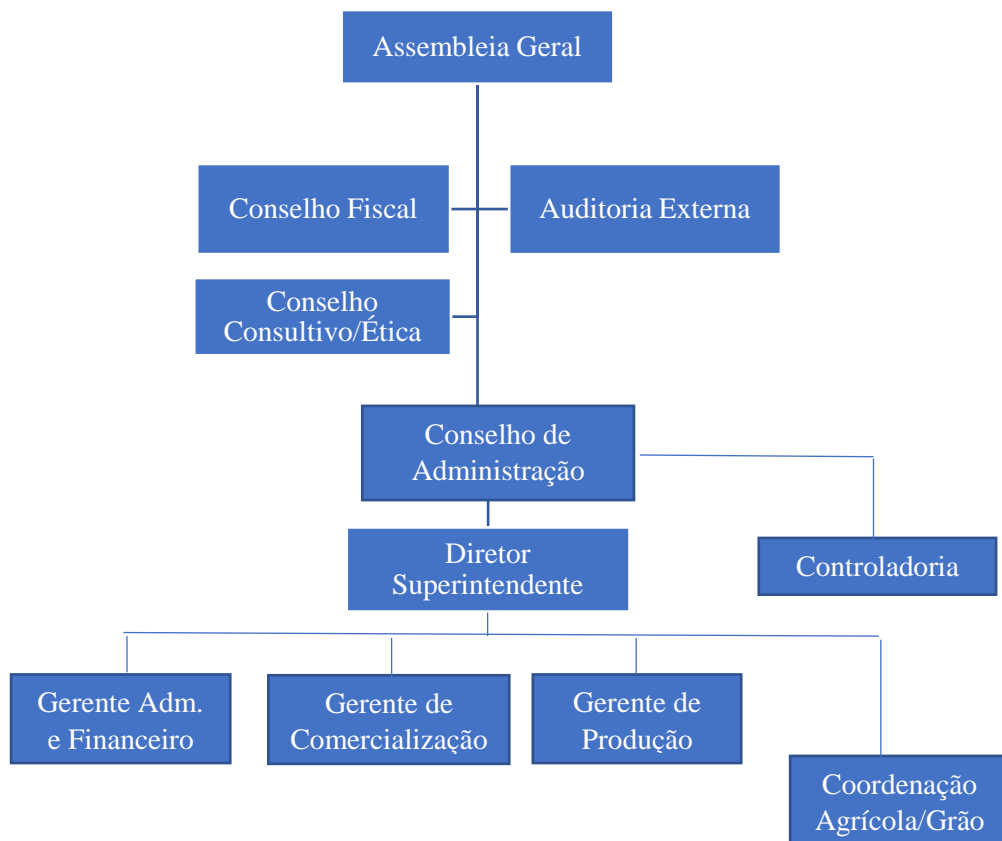 Assembleia Geral
Conselho Fiscal
Auditoria Externa
Conselho
Consultivo/Ética
Conselho de
Administração
Diretor
Superintendente
Controladoria
Gerente Adm.
e Financeiro
Gerente de
Comercialização
Gerente de
Produção
Coordenação
Agrícola/Grão